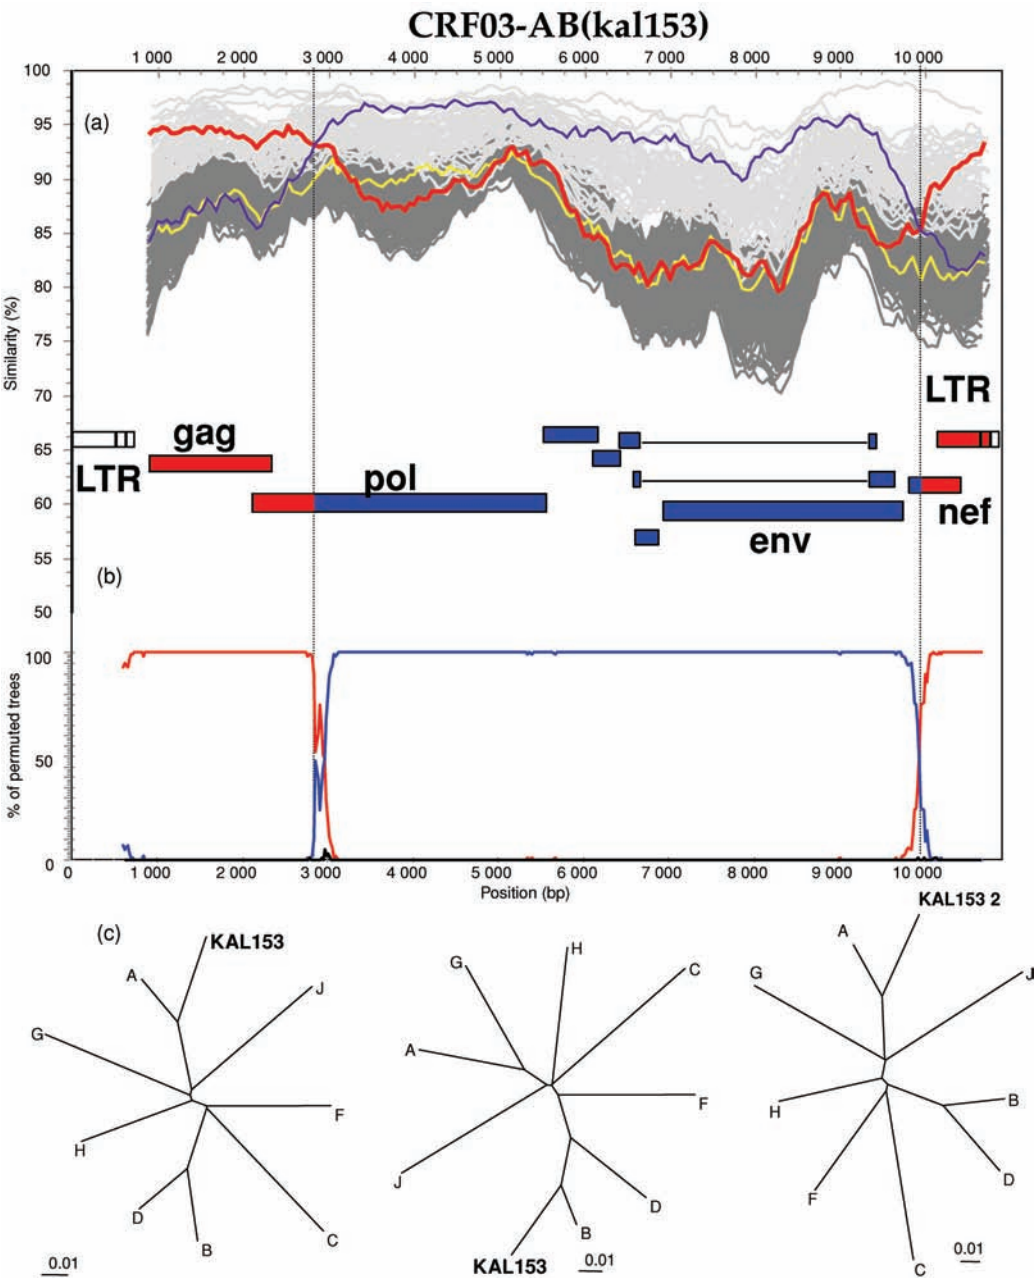 CRF03-AB(kal153)
1 000 2 000 3 000 4 000 5 000 6 000 7 000 8 000 9 000 10 000
(a)
100
95
90
85
80
75
70
65
60
55
50
Similarity (%)
LTR
gag
LTR
pol
nef
env
(b)
100
50
0
% of permuted trees
0 1 000 2 000 3 000 4 000 5 000 6 000 7 000 8 000 9 000 10 000
Position (bp)
(c)
KAL153
A
J
G
F
H
D
B
C
0.01
H
G
C
A
F
J
D
B
KAL153
0.01
KAL153 2
A
G
J
H
B
D
F
C
0.01